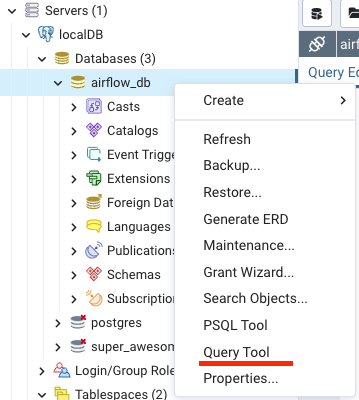 Servers (1)
localDB
Databases (3)
airflow_db
Casts
Catalogs
Event Trigge
Extensions
Foreign Dat
Languages
Publications
Schemas
Subscription
postgres
super_awesom
Login/Group Role
Tablespaces (2)
airf
Query Ed
Create
Refresh
Backup...
Restore...
Generate ERD
Maintenance...
Grant Wizard...
Search Objects...
PSQL Tool
Query Tool
Properties...